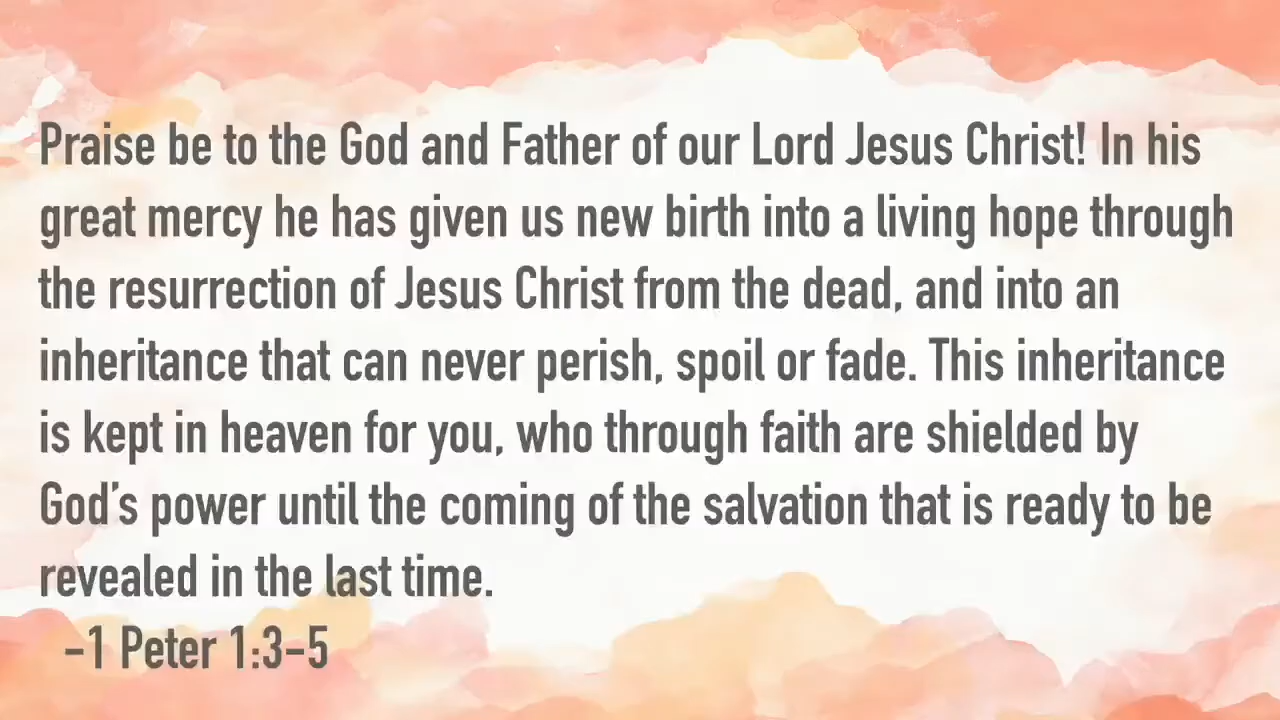 Praise be to the God and Father of our Lord Jesus Christ! In his
great mercy he has given us new birth into a living hope through
the resurrection of Jesus Christ from the dead, and into an
inheritance that can never perish, spoil or fade. This inheritance
is kept in heaven for you, who through faith are shielded by
God’s power until the coming of the salvation that is ready to be
revealed in the last time.
-1 Peter 1:3-5